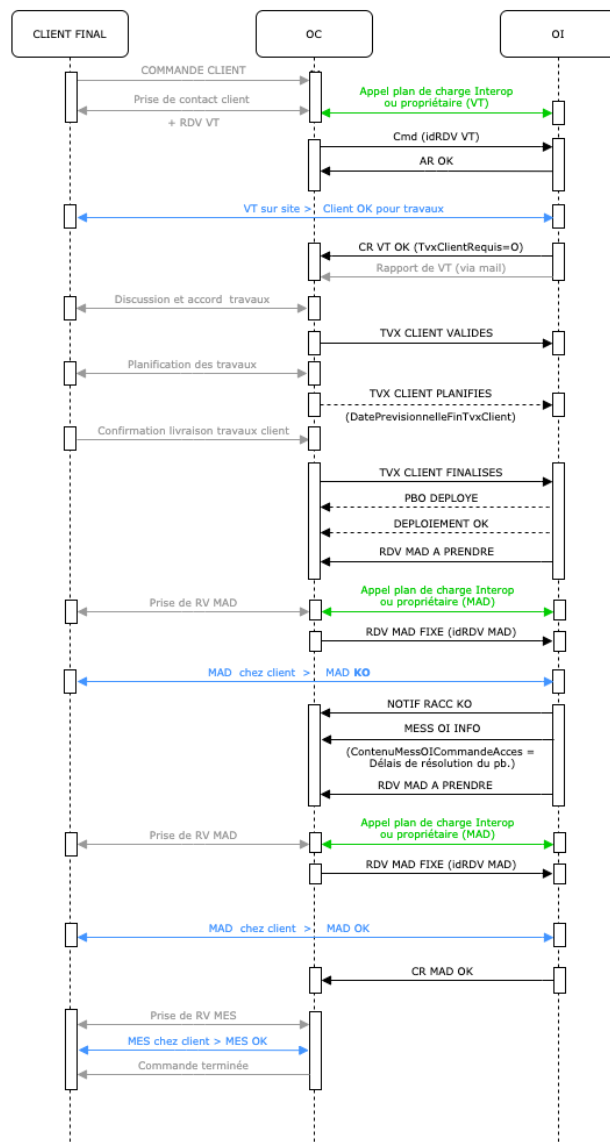 CLIENT FINAL
OC
OI
COMMANDE CLIENT
Prise de contact client
+ RDV VT
Appel plan de charge Interop
ou propriétaire (VT)
Cmd (idRDV VT)
AR OK
VT sur site > Client OK pour travaux
CR VT OK (TvxClientRequis=O)
Rapport de VT (via mail)
Discussion et accord travaux
TVX CLIENT VALIDES
Planification des travaux
TVX CLIENT PLANIFIES
(DatePrevisionnelleFinTvxClient)
Confirmation livraison travaux client
TVX CLIENT FINALISES
PBO DEPLOYE
DEPLOIEMENT OK
RDV MAD A PRENDRE
Prise de RV MAD
Appel plan de charge Interop
ou propriétaire (MAD)
RDV MAD FIXE (idRDV MAD)
MAD chez client > MAD KO
NOTIF RACC KO
MESS OI INFO
(ContenuMessOICommandeAcces =
Délais de résolution du pb.)
RDV MAD A PRENDRE
Prise de RV MAD
Appel plan de charge Interop
ou propriétaire (MAD)
RDV MAD FIXE (idRDV MAD)
MAD chez client > MAD OK
CR MAD OK
Prise de RV MES
MES chez client > MES OK
Commande terminée